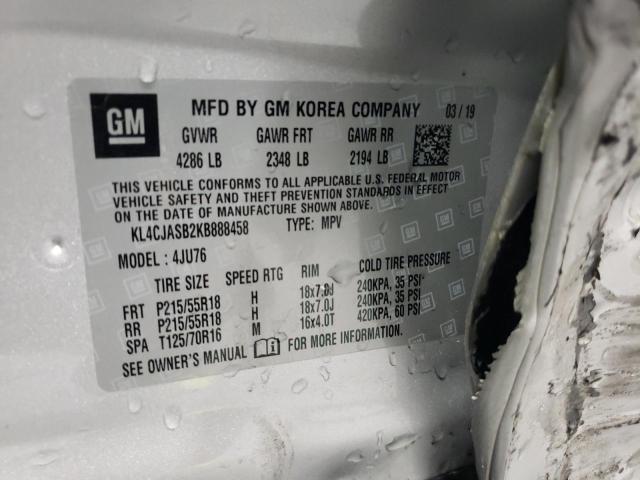 GM MFD BY GM KOREA COMPANY 03/19
GVWR GAWR FRT GAWR RR
4286 LB 2348 LB 2194 LB
THIS VEHICLE CONFORMS TO ALL APPLICABLE U.S. FEDERAL MOTOR
VEHICLE SAFETY AND THEFT PREVENTION STANDARDS IN EFFECT
ON THE DATE OF MANUFACTURE SHOWN ABOVE.
KL4CJASB2KB888458 TYPE: MPV
MODEL: 4JU76
TIRE SIZE SPEED RTG RIM COLD TIRE PRESSURE
FRT P215/55R18 H 18x7.0J 240KPA, 35 PSI
RR P215/55R18 H 18x7.0J 240KPA, 35 PSI
SPA T125/70R16 M 16x4.0T 420KPA, 60 PSI
SEE OWNER'S MANUAL FOR MORE INFORMATION.